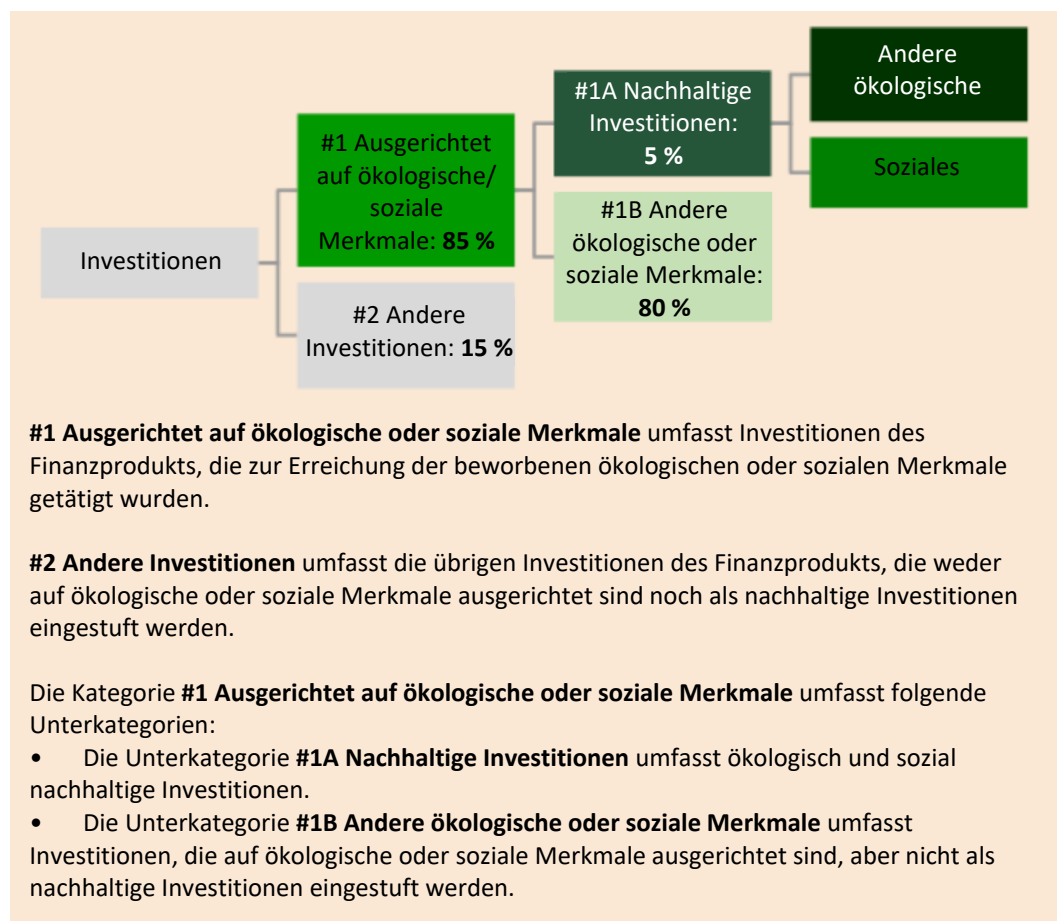 Andere
ökologische
#1A Nachhaltige
Investitionen:
5 %
#1 Ausgerichtet
auf ökologische/
soziale
Merkmale: 85 %
Soziales
#1B Andere
ökologische oder
soziale Merkmale:
80 %
Investitionen
#2 Andere
Investitionen: 15 %
#1 Ausgerichtet auf ökologische oder soziale Merkmale umfasst Investitionen des
Finanzprodukts, die zur Erreichung der beworbenen ökologischen oder sozialen Merkmale
getätigt wurden.
#2 Andere Investitionen umfasst die übrigen Investitionen des Finanzprodukts, die weder
auf ökologische oder soziale Merkmale ausgerichtet sind noch als nachhaltige Investitionen
eingestuft werden.
Die Kategorie #1 Ausgerichtet auf ökologische oder soziale Merkmale umfasst folgende
Unterkategorien:
• Die Unterkategorie #1A Nachhaltige Investitionen umfasst ökologisch und sozial
nachhaltige Investitionen.
• Die Unterkategorie #1B Andere ökologische oder soziale Merkmale umfasst
Investitionen, die auf ökologische oder soziale Merkmale ausgerichtet sind, aber nicht als
nachhaltige Investitionen eingestuft werden.